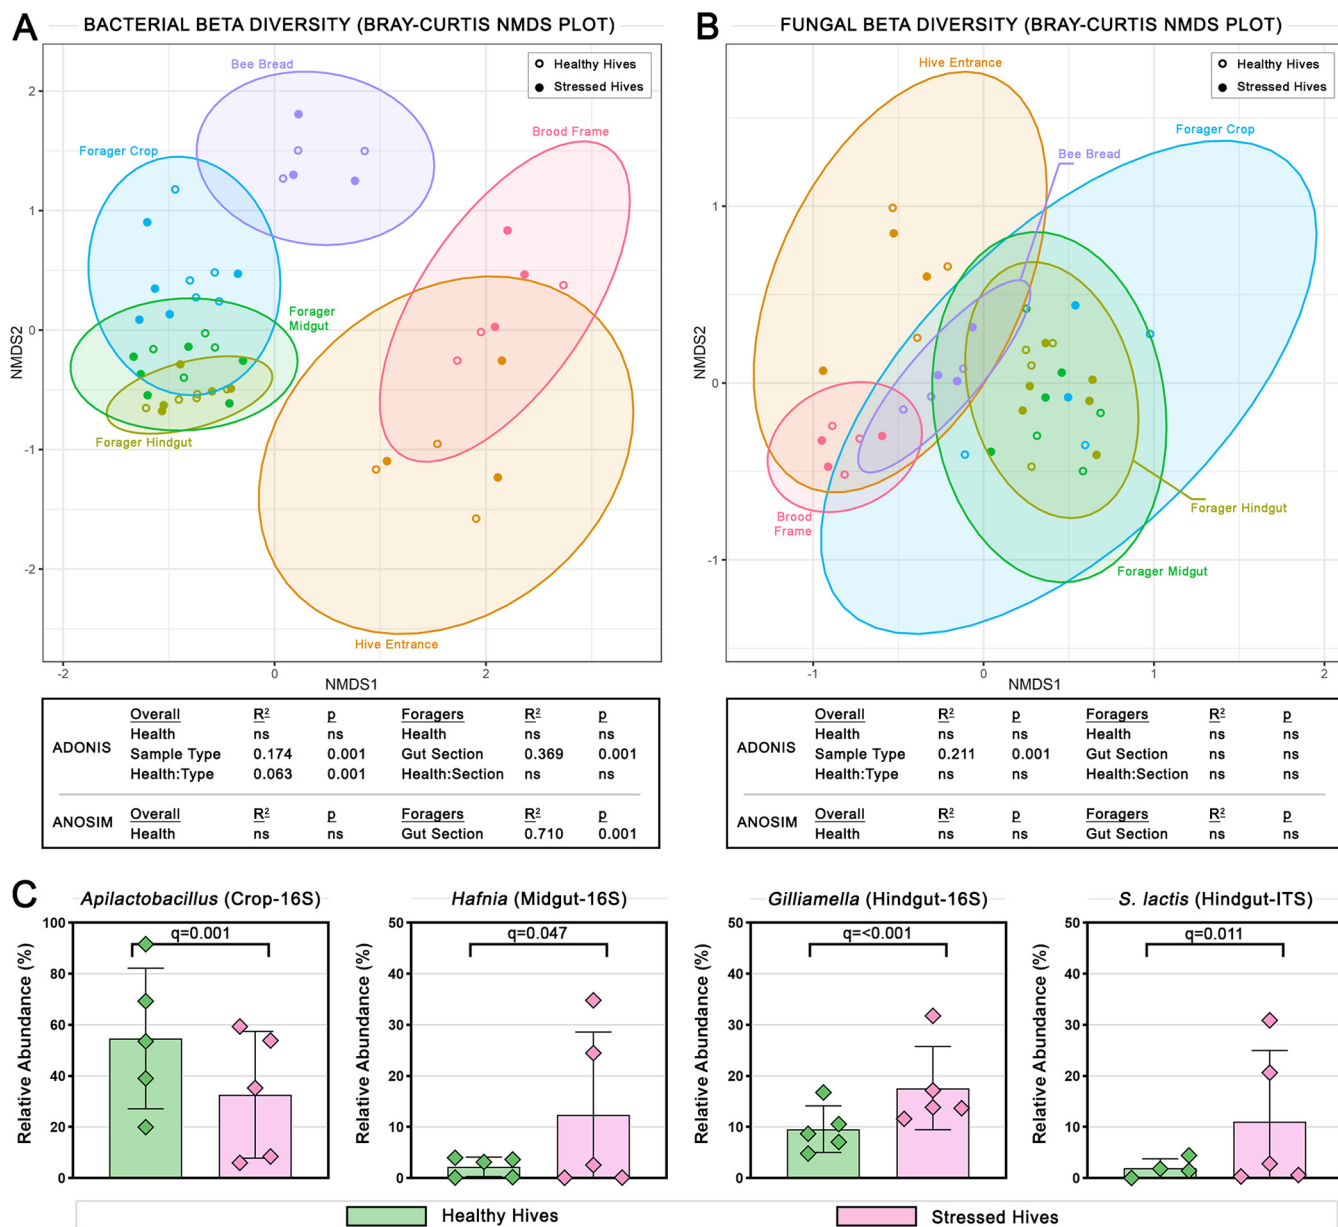 A BACTERIAL BETA DIVERSITY (BRAY-CURTIS NMDS PLOT)
Healthy Hives
Stressed Hives
Bee Bread
Forager Crop
Brood Frame
Forager
Midgut
Forager Hindgut
Hive Entrance
NMDS2
2
1
0
-1
-2
-2
0
2
NMDS1
Overall R² p Foragers R² p
Health ns ns Health ns ns
ADONIS
Sample Type 0.174 0.001 Gut Section 0.369 0.001
Health:Type 0.063 0.001 Health:Section ns ns
Overall R² p Foragers R² p
ANOSIM
Health ns ns Gut Section 0.710 0.001
B FUNGAL BETA DIVERSITY (BRAY-CURTIS NMDS PLOT)
Healthy Hives
Stressed Hives
Hive Entrance
Forager Crop
Bee Bread
Brood
Frame
Forager Hindgut
Forager Midgut
NMDS2
1
0
-1
-1
0
1
2
NMDS1
Overall R² p Foragers R² p
Health ns ns Health ns ns
ADONIS
Sample Type 0.211 0.001 Gut Section ns ns
Health:Type ns ns Health:Section ns ns
Overall R² p Foragers R² p
ANOSIM
Health ns ns Gut Section ns ns
C
Apilactobacillus (Crop-16S)
Relative Abundance (%)
100
80
60
40
20
0
q=0.001
Hafnia (Midgut-16S)
Relative Abundance (%)
50
40
30
20
10
0
q=0.047
Gilliamella (Hindgut-16S)
Relative Abundance (%)
50
40
30
20
10
0
q=<0.001
S. lactis (Hindgut-ITS)
Relative Abundance (%)
50
40
30
20
10
0
q=0.011
Healthy Hives
Stressed Hives